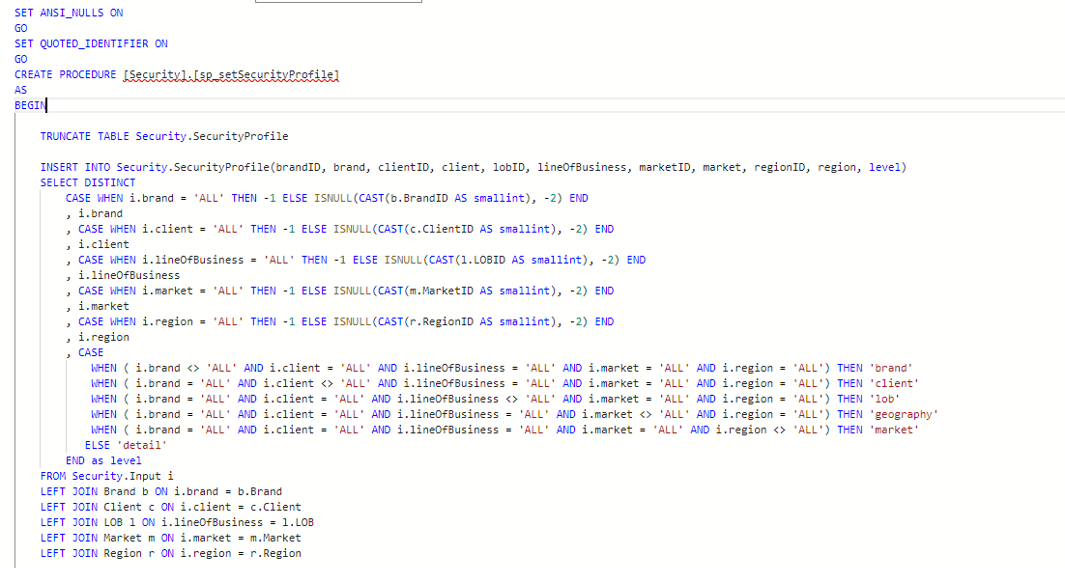 SET ANSI_NULLS ON
GO
SET QUOTED_IDENTIFIER ON
GO
CREATE PROCEDURE [Security].[sp_setSecurityProfile]
AS
BEGIN
TRUNCATE TABLE Security.SecurityProfile
INSERT INTO Security.SecurityProfile(brandID, brand, clientID, client, lobID, lineOfBusiness, marketID, market, regionID, region, level)
SELECT DISTINCT
CASE WHEN i.brand = 'ALL' THEN -1 ELSE ISNULL(CAST(b.BrandID AS smallint), -2) END
, i.brand
, CASE WHEN i.client = 'ALL' THEN -1 ELSE ISNULL(CAST(c.ClientID AS smallint), -2) END
, i.client
, CASE WHEN i.lineOfBusiness = 'ALL' THEN -1 ELSE ISNULL(CAST(l.LOBID AS smallint), -2) END
, i.lineOfBusiness
, CASE WHEN i.market = 'ALL' THEN -1 ELSE ISNULL(CAST(m.MarketID AS smallint), -2) END
, i.market
, CASE WHEN i.region = 'ALL' THEN -1 ELSE ISNULL(CAST(r.RegionID AS smallint), -2) END
, i.region
, CASE
WHEN ( i.brand <> 'ALL' AND i.client = 'ALL' AND i.lineOfBusiness = 'ALL' AND i.market = 'ALL' AND i.region = 'ALL') THEN 'brand'
WHEN ( i.brand = 'ALL' AND i.client <> 'ALL' AND i.lineOfBusiness = 'ALL' AND i.market = 'ALL' AND i.region = 'ALL') THEN 'client'
WHEN ( i.brand = 'ALL' AND i.client = 'ALL' AND i.lineOfBusiness <> 'ALL' AND i.market = 'ALL' AND i.region = 'ALL') THEN 'lob'
WHEN ( i.brand = 'ALL' AND i.client = 'ALL' AND i.lineOfBusiness = 'ALL' AND i.market <> 'ALL' AND i.region = 'ALL') THEN 'geography'
WHEN ( i.brand = 'ALL' AND i.client = 'ALL' AND i.lineOfBusiness = 'ALL' AND i.market = 'ALL' AND i.region <> 'ALL') THEN 'market'
ELSE 'detail'
END as level
FROM Security.Input i
LEFT JOIN Brand b ON i.brand = b.Brand
LEFT JOIN Client c ON i.client = c.Client
LEFT JOIN LOB l ON i.lineOfBusiness = l.LOB
LEFT JOIN Market m ON i.market = m.Market
LEFT JOIN Region r ON i.region = r.Region